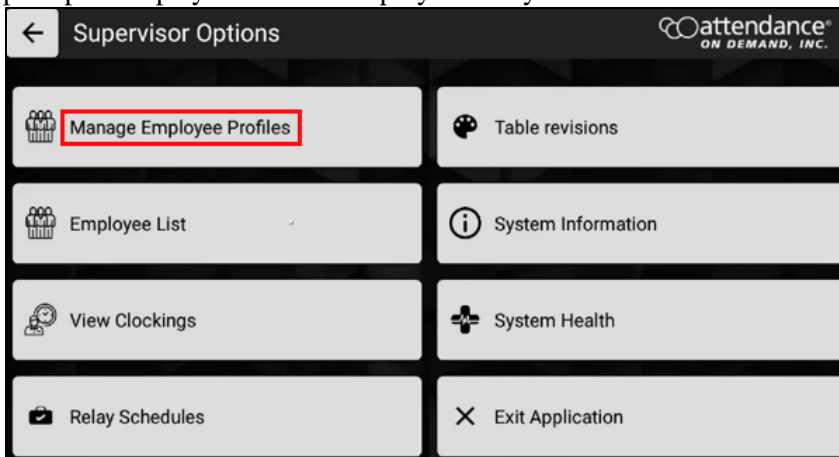 Supervisor Options
attendance®
ON DEMAND, INC.
Manage Employee Profiles
Table revisions
Employee List
System Information
View Clockings
System Health
Relay Schedules
Exit Application